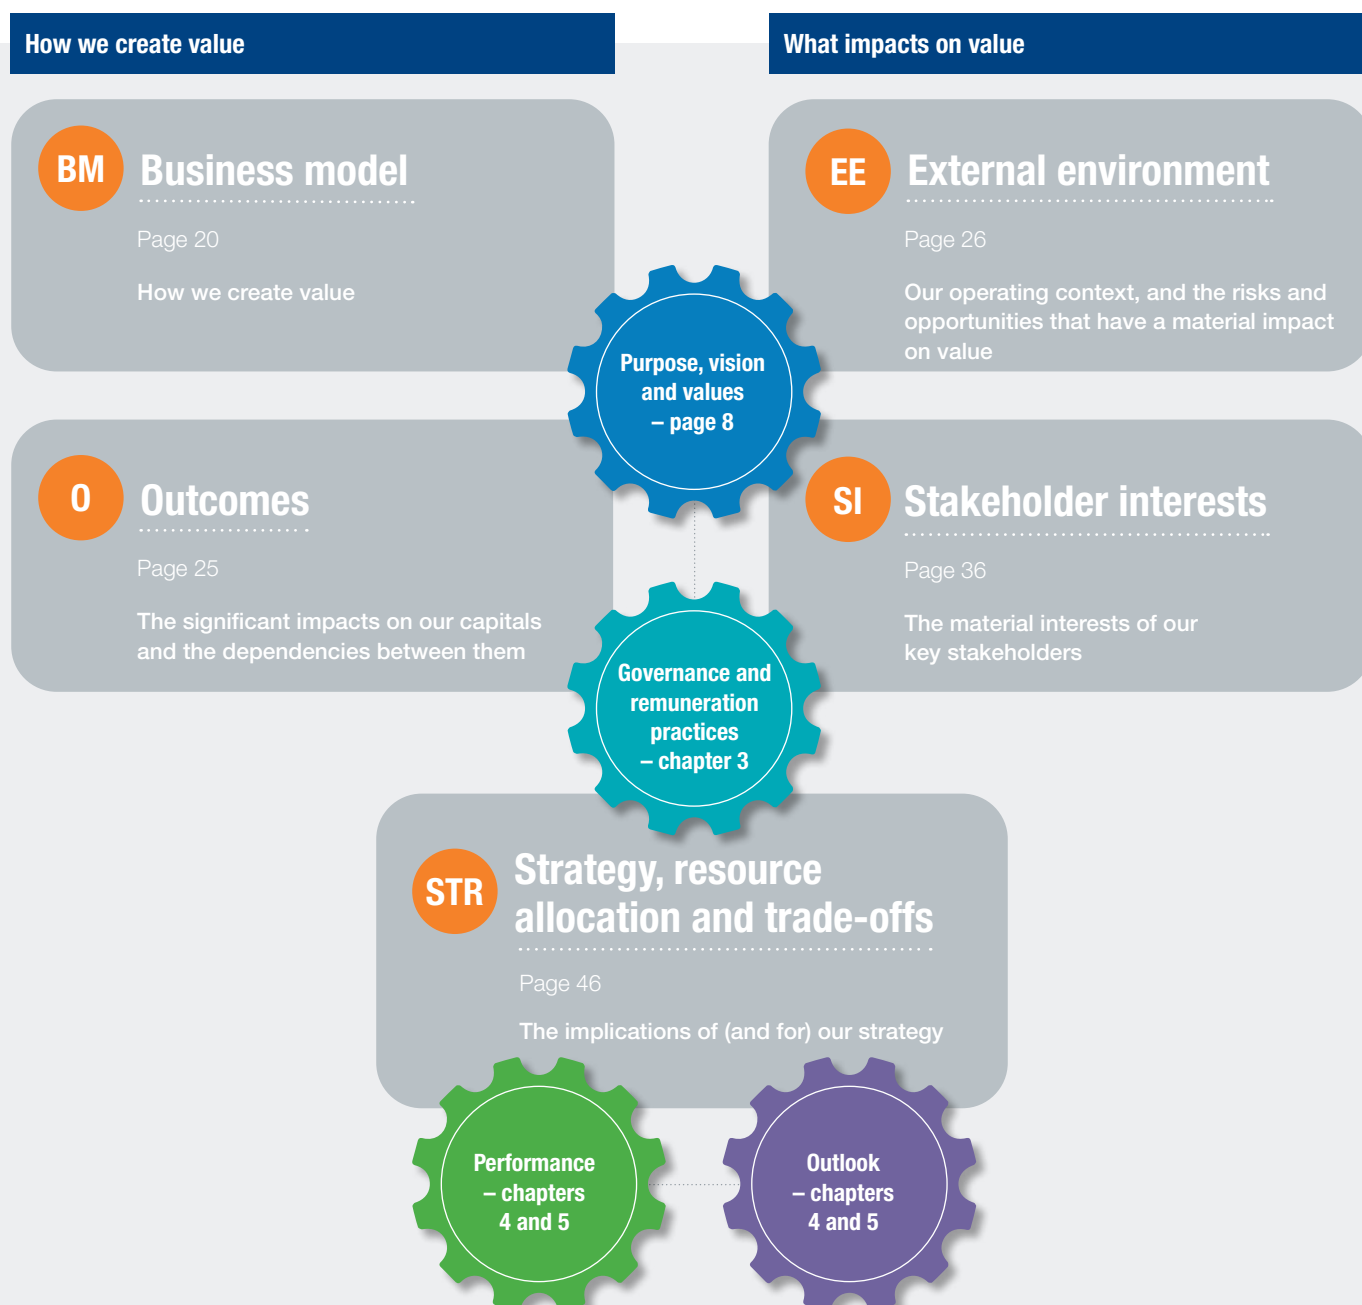 How we create value
What impacts on value
BM
Business model
Page 20
How we create value
EE
External environment
Page 26
Our operating context, and the risks and
opportunities that have a material impact
on value
Purpose, vision
and values
– page 8
O
Outcomes
Page 25
The significant impacts on our capitals
and the dependencies between them
SI
Stakeholder interests
Page 36
The material interests of our
key stakeholders
Governance and
remuneration
practices
– chapter 3
STR
Strategy, resource
allocation and trade-offs
Page 46
The implications of (and for) our strategy
Performance
– chapters
4 and 5
Outlook
– chapters
4 and 5